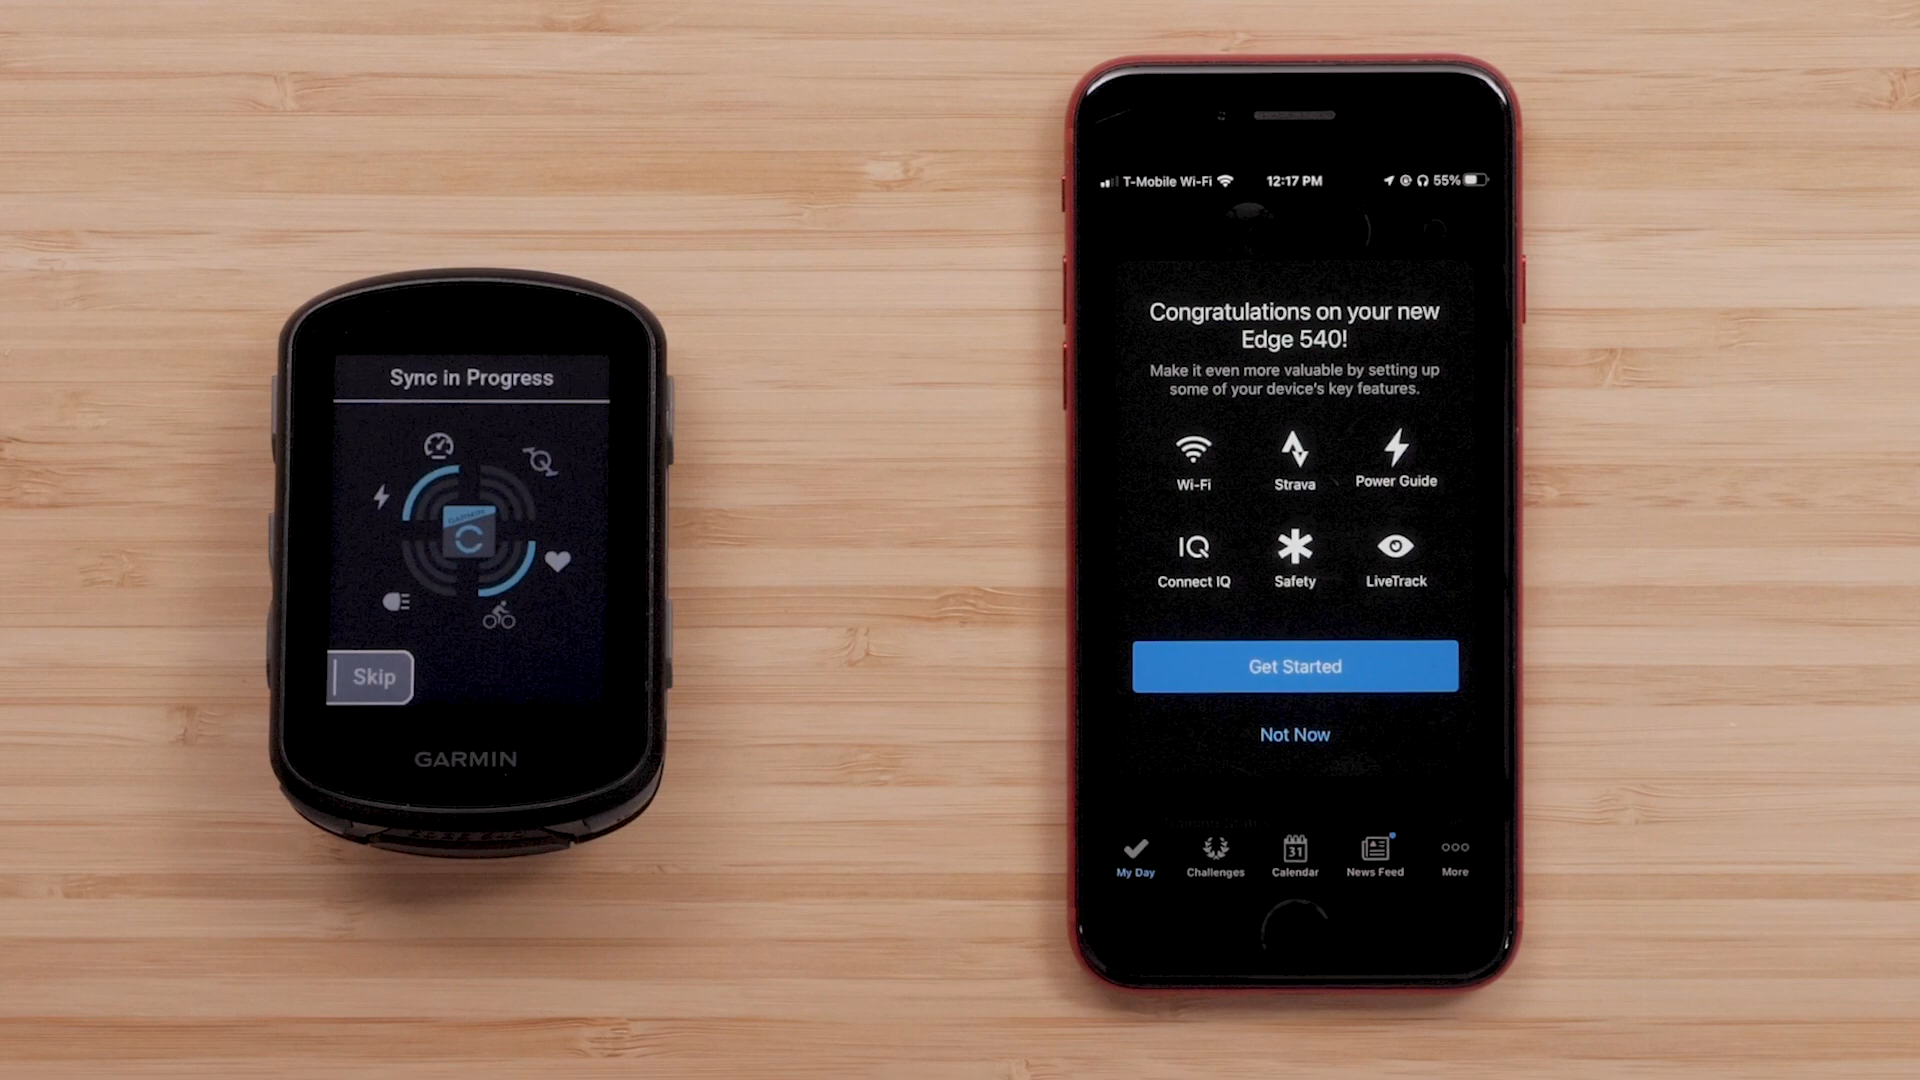 Sync in Progress
GARMIN
Skip
GARMIN
T-Mobile Wi-Fi 12:17 PM 55%
Congratulations on your new
Edge 540!
Make it even more valuable by setting up
some of your device's key features.
Wi-Fi Strava Power Guide
IQ
Connect IQ Safety LiveTrack
Get Started
Not Now
31
My Day Challenges Calendar News Feed More